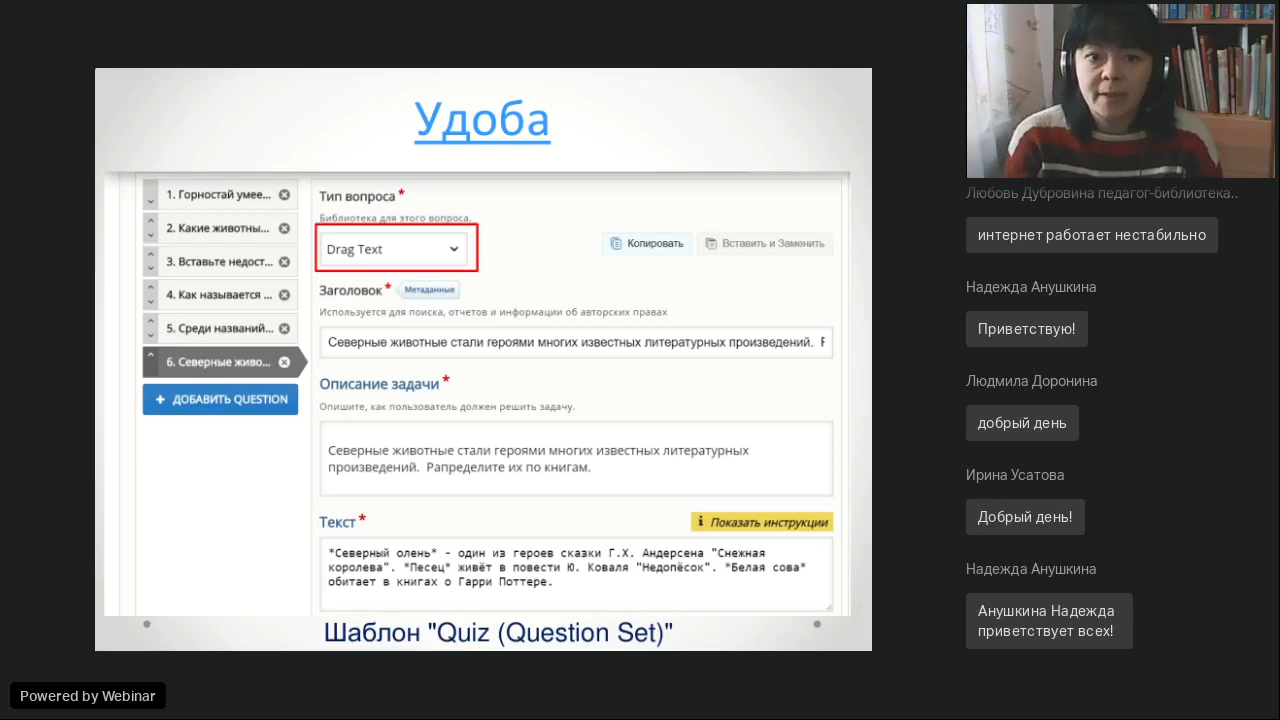 Удоба
1. Горностай умее...
2. Какие животны...
3. Вставьте недост...
4. Как называется ...
5. Среди названий...
6. Северные живо...
+ ДОБАВИТЬ QUESTION
Тип вопроса*
Библиотека для этого вопроса.
Drag Text
Копировать
Вставить и Заменить
Заголовок*
Метаданные
Используется для поиска, отчетов и информации об авторских правах
Северные животные стали героями многих известных литературных произведений. Р
Описание задачи*
Опишите, как пользователь должен решить задачу.
Северные животные стали героями многих известных литературных
произведений. Рапределите их по книгам.
Текст*
Показать инструкции
*Северный олень* - один из героев сказки Г.Х. Андерсена "Снежная
королева". *Песец* живёт в повести Ю. Коваля "Недопёсок". *Белая сова*
обитает в книгах о Гарри Поттере.
Шаблон "Quiz (Question Set)"
Любовь Дубровина педагог-библиотека..
интернет работает нестабильно
Надежда Анушкина
Приветствую!
Людмила Доронина
добрый день
Ирина Усатова
Добрый день!
Надежда Анушкина
Анушкина Надежда
приветствует всех!
Powered by Webinar